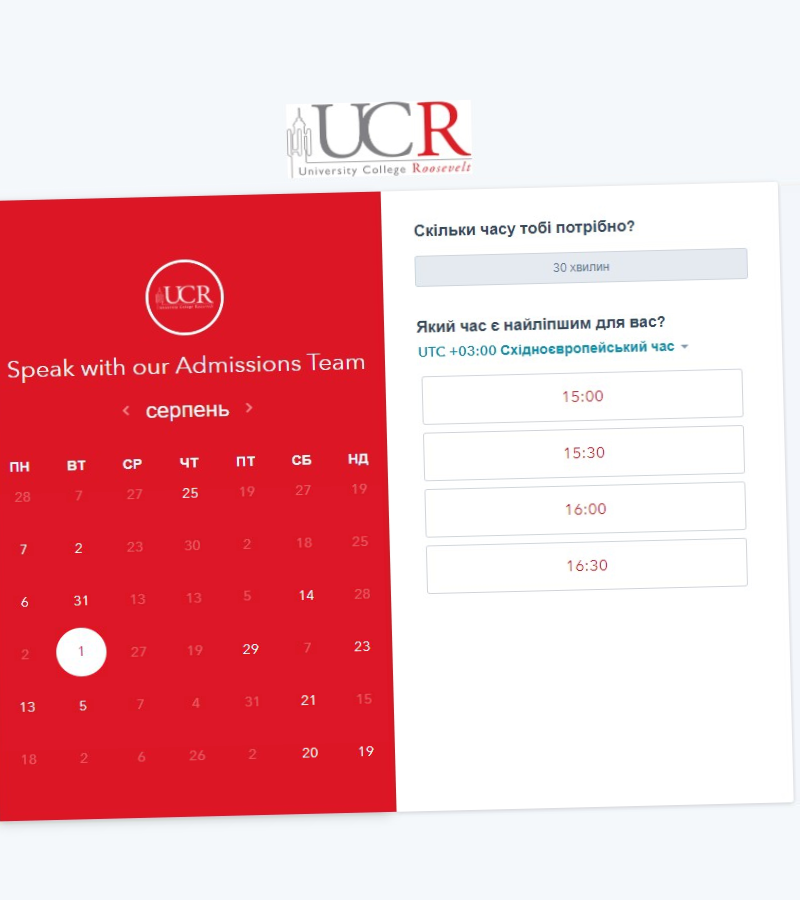 UCR
University College Roosevelt
UCR
University College Roosevelt
Speak with our Admissions Team
серпень
ПН ВТ СР ЧТ ПТ СБ НД
28 7 27 25 19 27 19
7 2 23 30 2 18 25
6 31 13 13 5 14 28
2 1 27 19 29 7 23
13 5 7 4 31 21 15
18 2 6 26 2 20 19
Скільки часу тобі потрібно?
30 хвилин
Який час є найліпшим для вас?
UTC +03:00 Східноєвропейський час
15:00
15:30
16:00
16:30